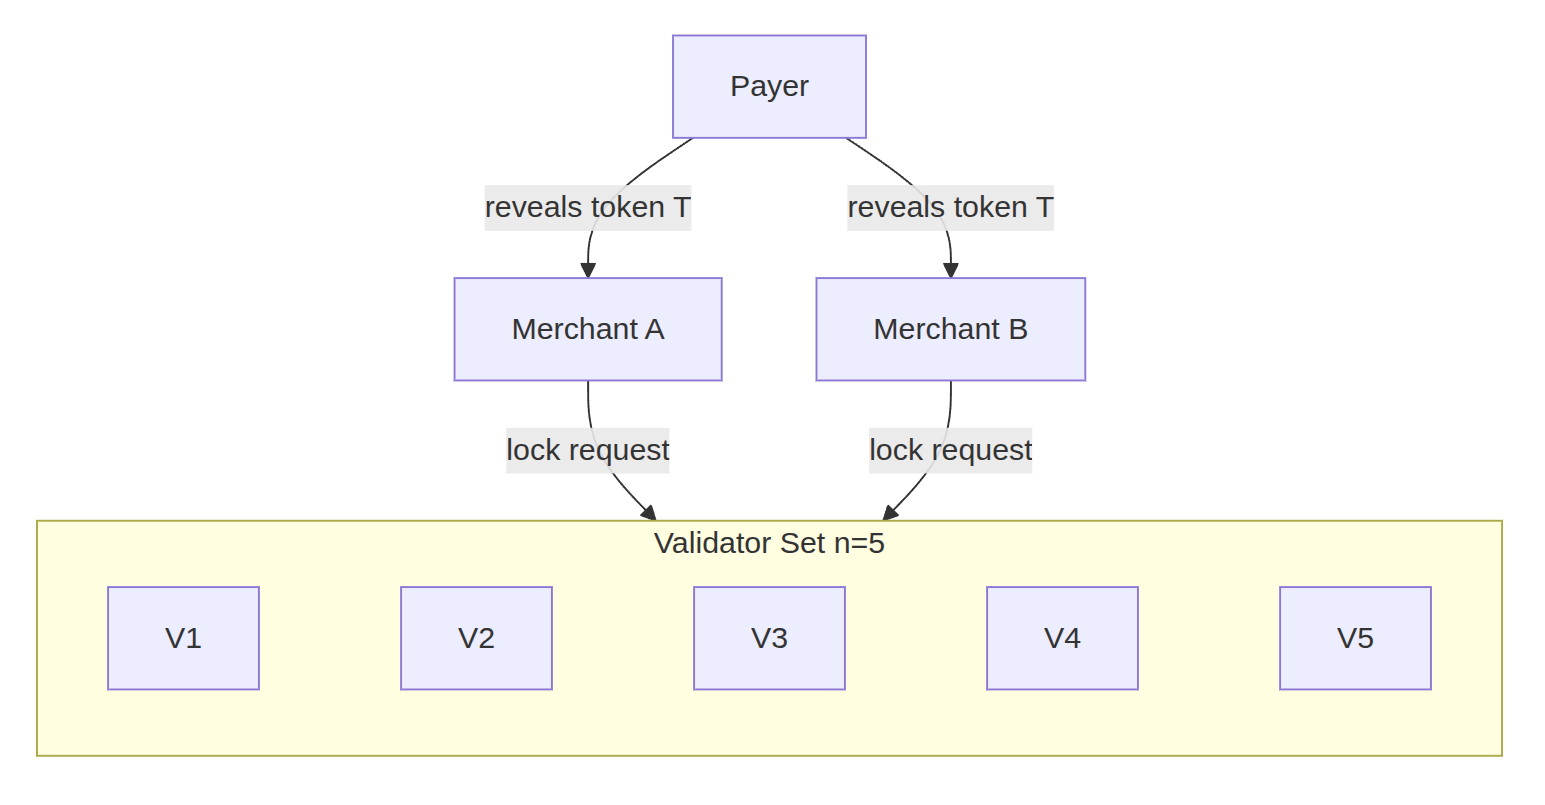 Payer
reveals token T
reveals token T
Merchant A
Merchant B
lock request
lock request
Validator Set n=5
V1
V2
V3
V4
V5